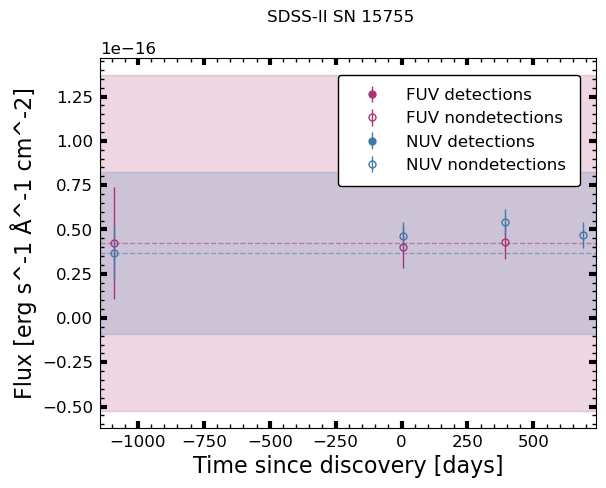 SDSS-II SN 15755
1e−16
Flux [erg s^-1 Å^-1 cm^-2]
1.25
1.00
0.75
0.50
0.25
0.00
−0.25
−0.50
FUV detections
FUV nondetections
NUV detections
NUV nondetections
−1000
−750
−500
−250
0
250
500
Time since discovery [days]